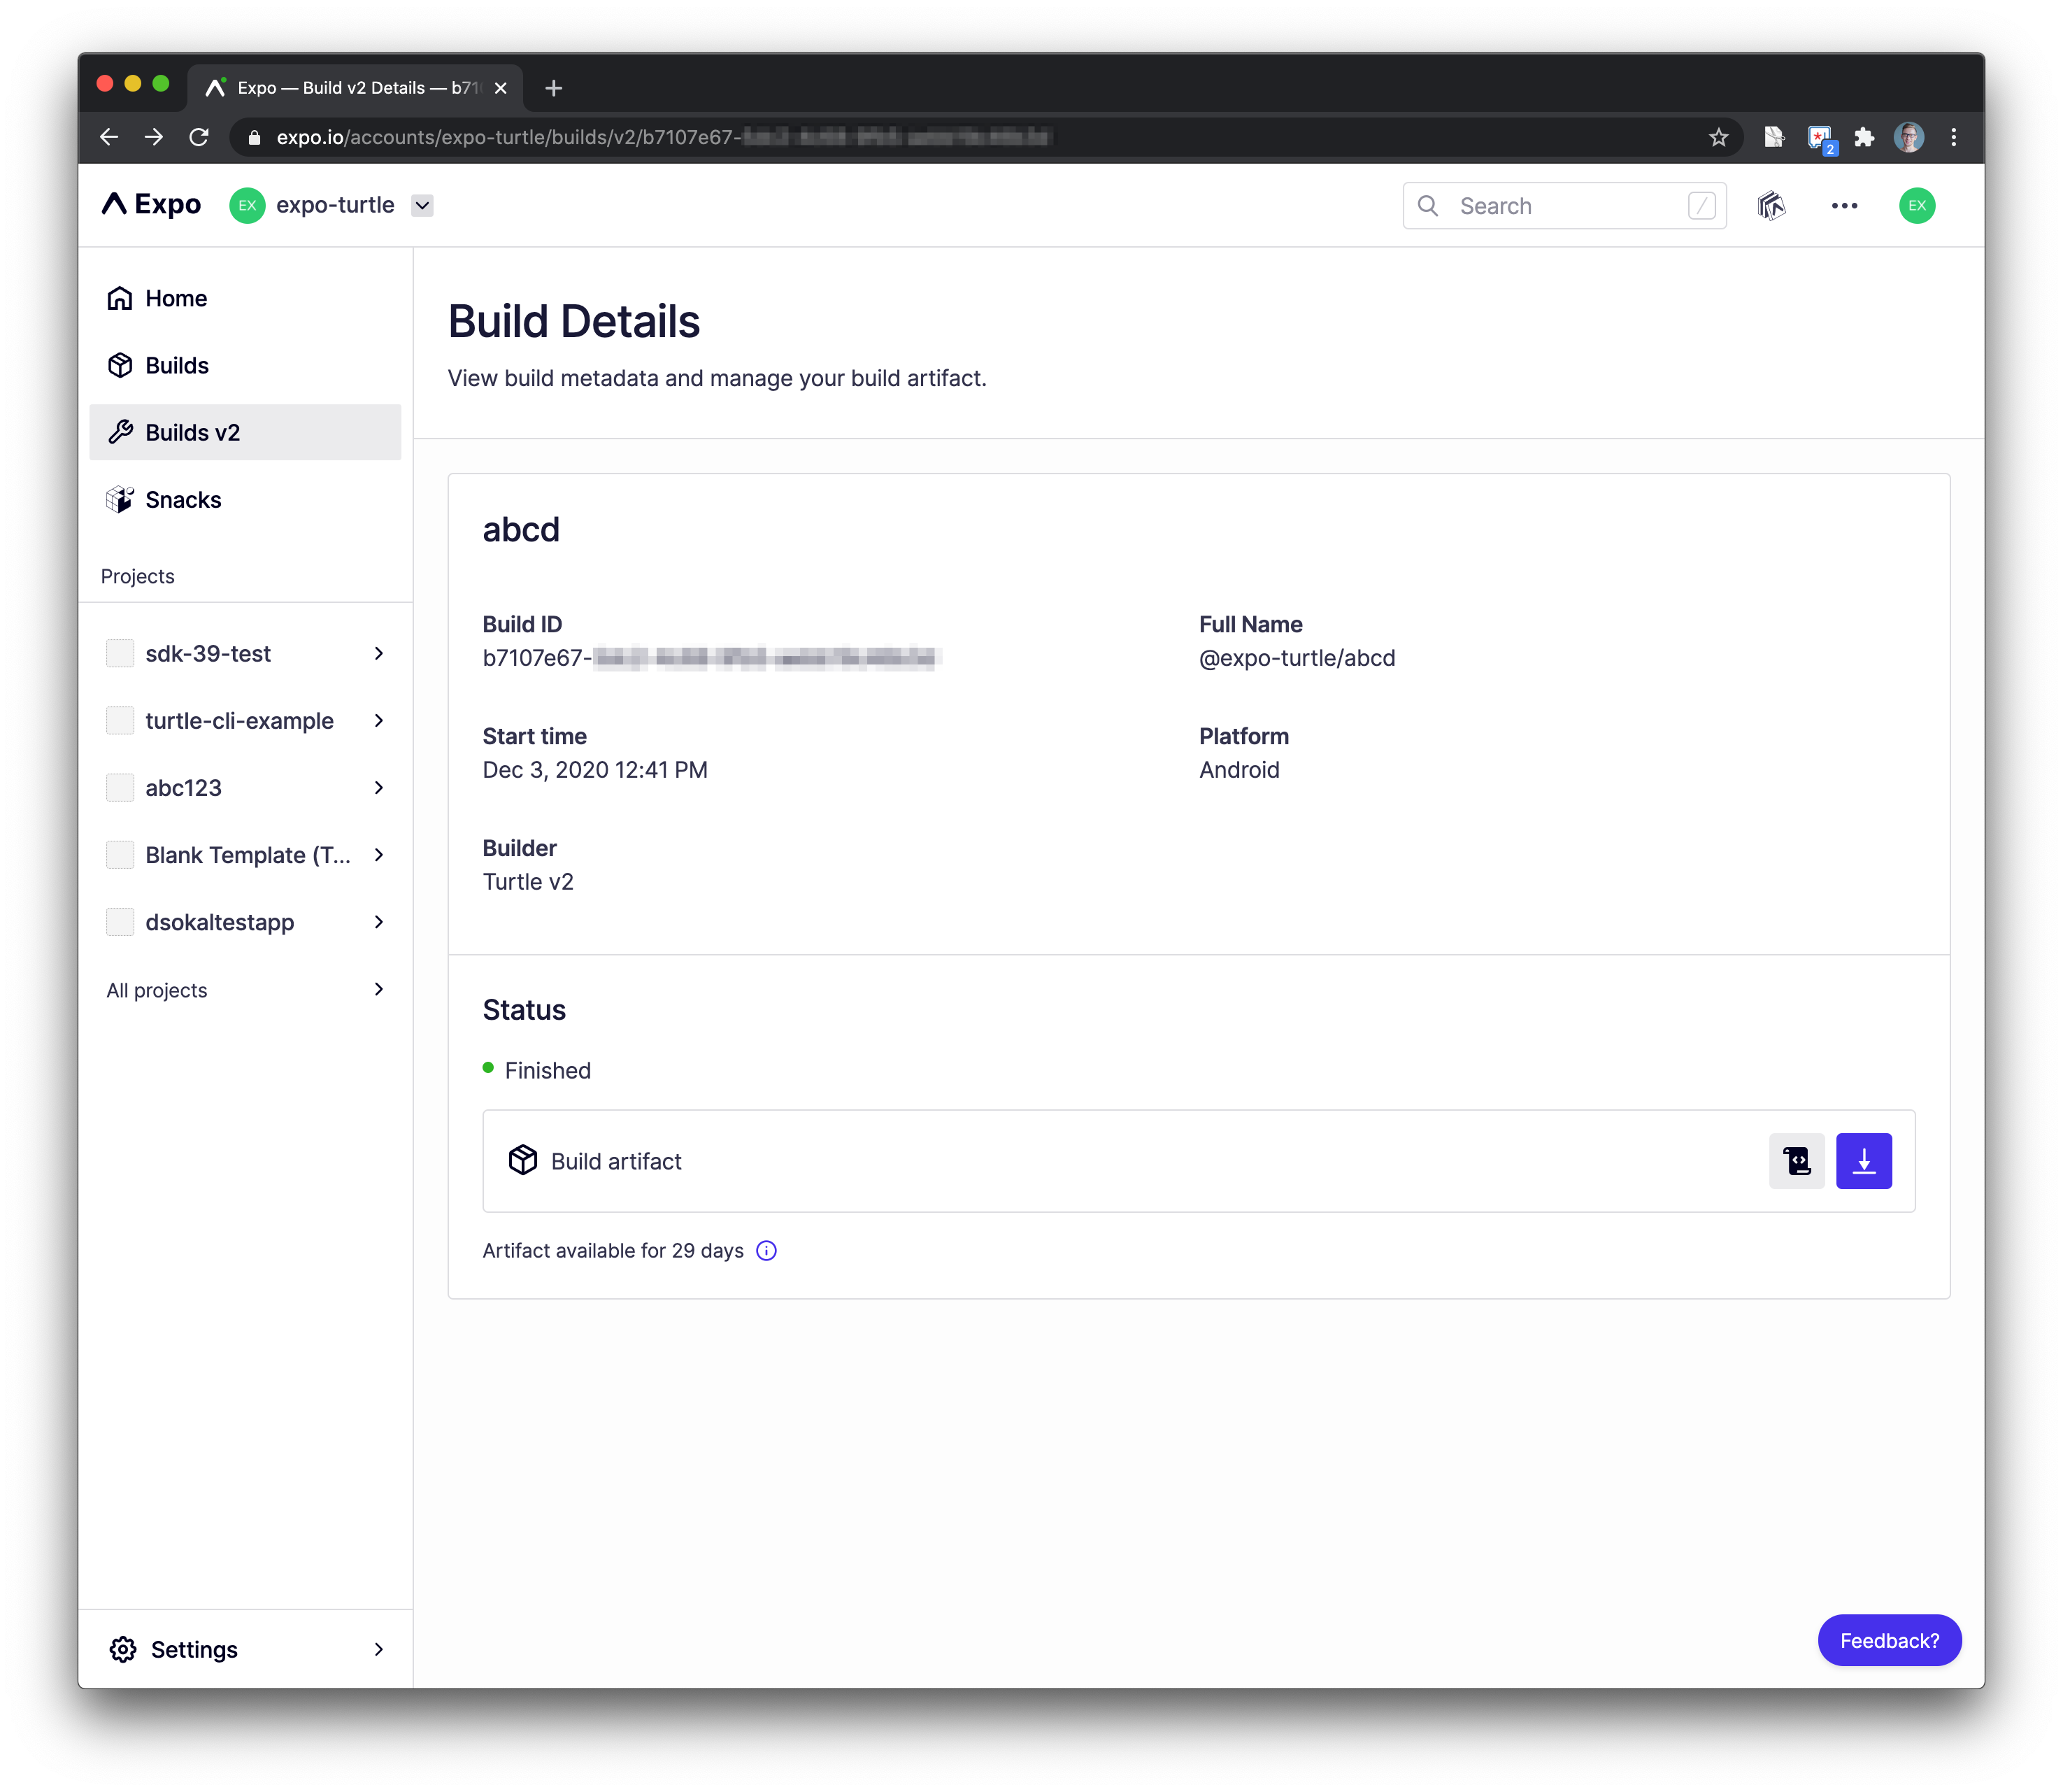 Expo — Build v2 Details — b71
expo.io/accounts/expo-turtle/builds/v2/b7107e67-
2
Expo
EX
expo-turtle
Search
/
EX
Home
Builds
Builds v2
Snacks
Projects
sdk-39-test
turtle-cli-example
abc123
Blank Template (T...
dsokaltestapp
All projects
Settings
Build Details
View build metadata and manage your build artifact.
abcd
Build ID
b7107e67-
Full Name
@expo-turtle/abcd
Start time
Dec 3, 2020 12:41 PM
Platform
Android
Builder
Turtle v2
Status
Finished
Build artifact
Artifact available for 29 days
Feedback?